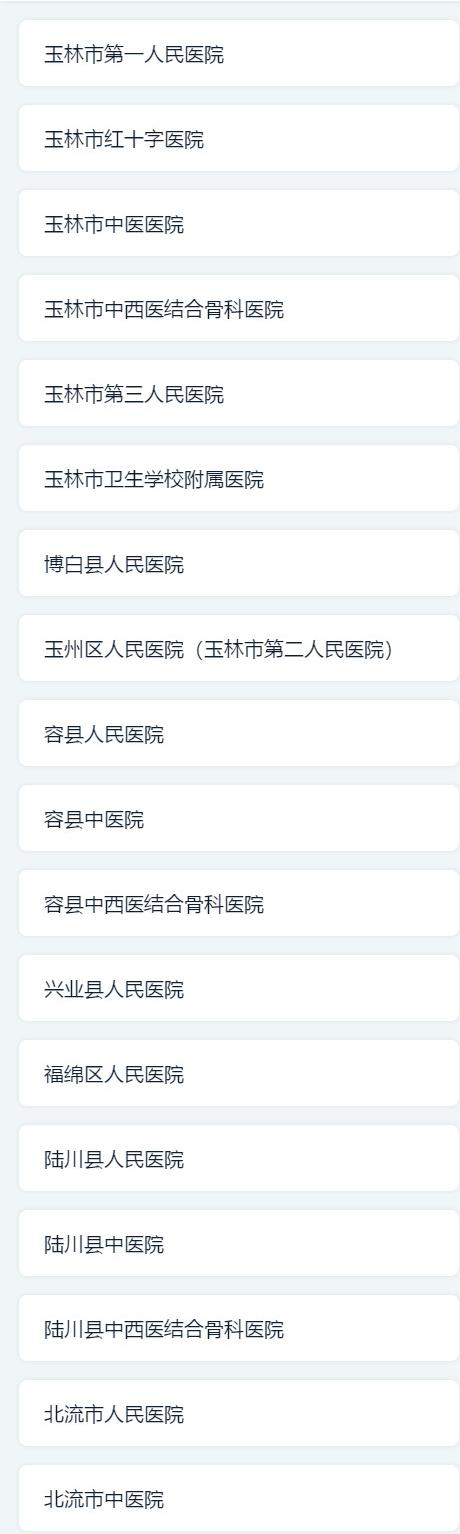 玉林市第一人民医院
玉林市红十字医院
玉林市中医医院
玉林市中西医结合骨科医院
玉林市第三人民医院
玉林市卫生学校附属医院
博白县人民医院
玉州区人民医院（玉林市第二人民医院）
容县人民医院
容县中医院
容县中西医结合骨科医院
兴业县人民医院
福绵区人民医院
陆川县人民医院
陆川县中医院
陆川县中西医结合骨科医院
北流市人民医院
北流市中医院